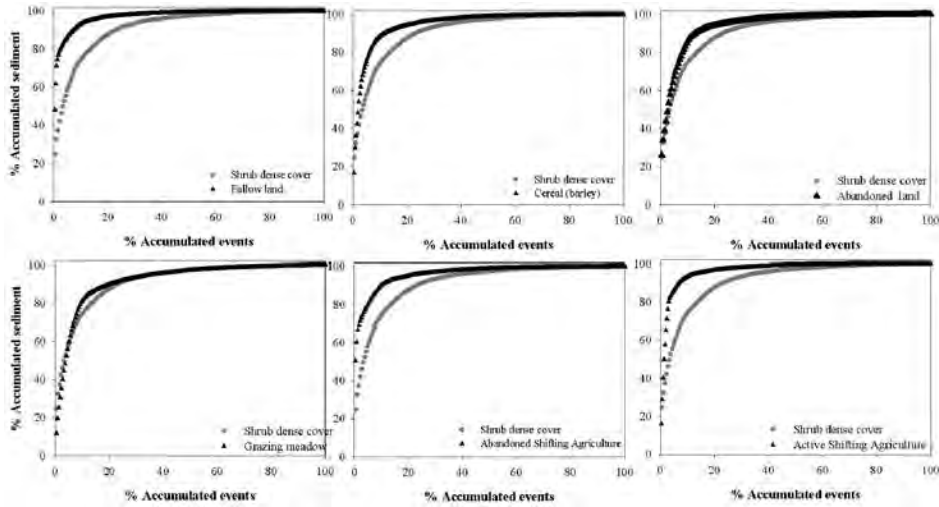 % Accumulated sediment
100
80
60
40
20
0
Shrub dense cover
Fallow land
0 20 40 60 80 100
% Accumulated events
100
80
60
40
20
0
Shrub dense cover
Cereal (barley)
0 20 40 60 80 100
% Accumulated events
100
80
60
40
20
0
Shrub dense cover
Abandoned land
0 20 40 60 80 100
% Accumulated events
% Accumulated sediment
100
80
60
40
20
0
Shrub dense cover
Grazing meadow
0 20 40 60 80 100
% Accumulated events
100
80
60
40
20
0
Shrub dense cover
Abandoned Shifting Agriculture
0 20 40 60 80 100
% Accumulated events
100
80
60
40
20
0
Shrub dense cover
Active Shifting Agriculture
0 20 40 60 80 100
% Accumulated events